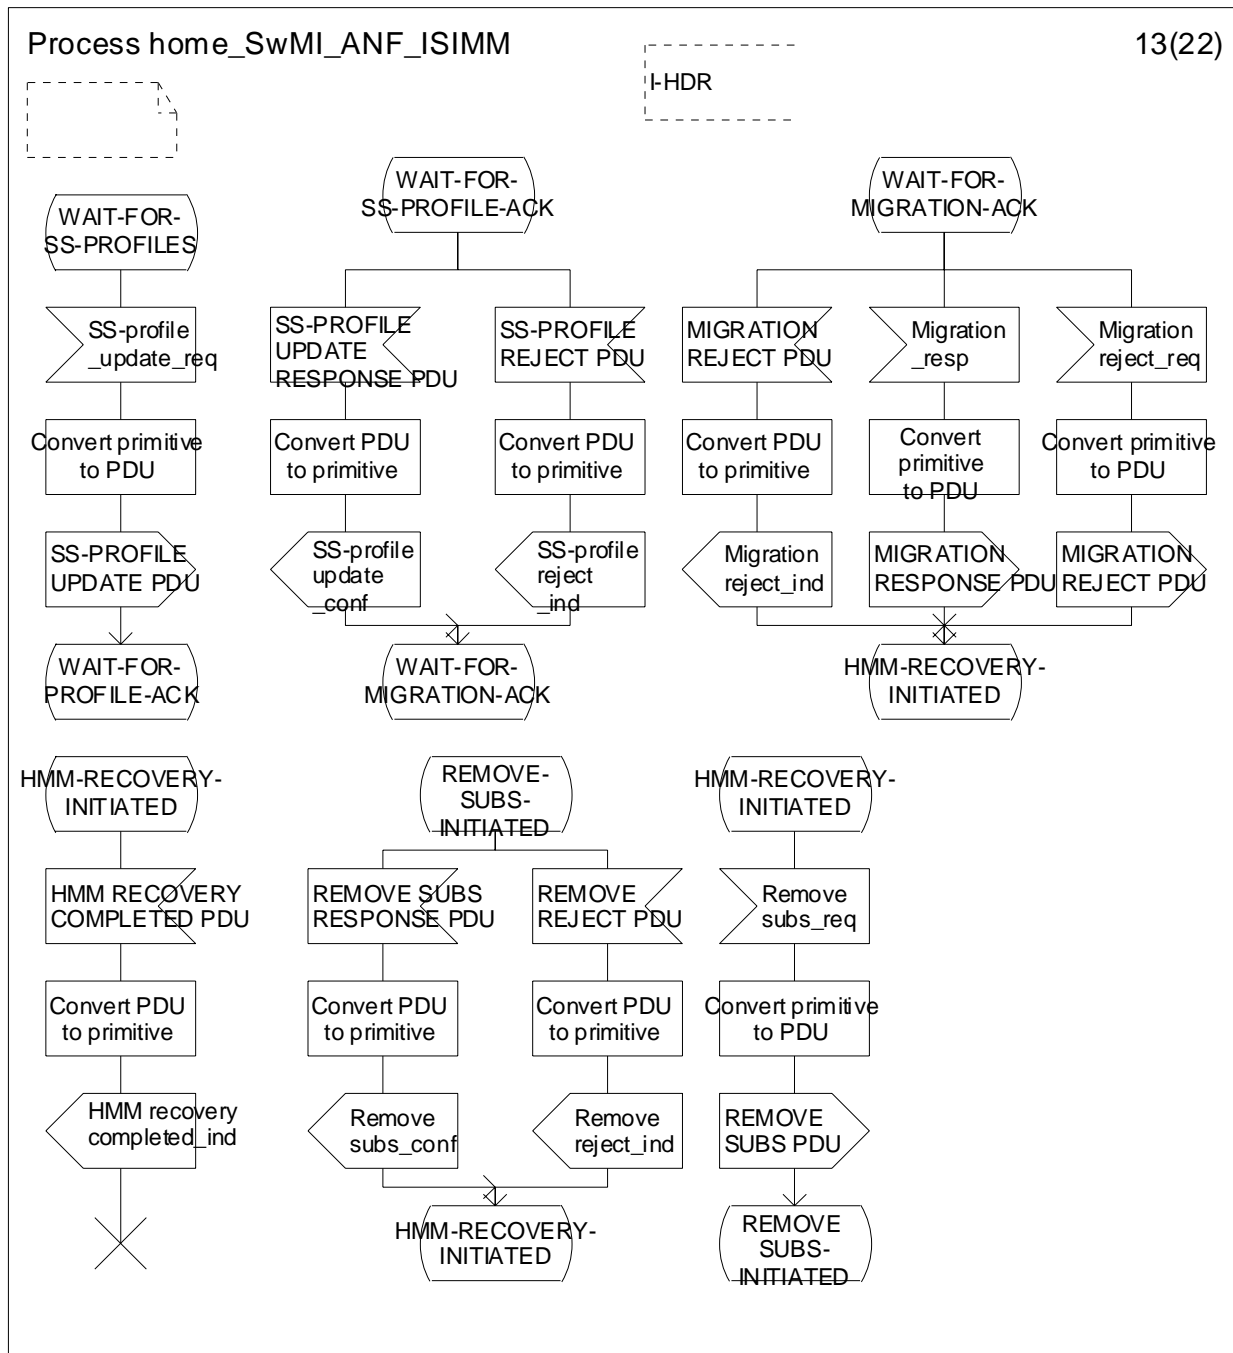 Process home_SwMI_ANF_ISIMM
13(22)
I-HDR
WAIT-FOR-
SS-PROFILES
SS-profile
_update_req
Convert primitive
to PDU
SS-PROFILE
UPDATE PDU
WAIT-FOR-
PROFILE-ACK
WAIT-FOR-
SS-PROFILE-ACK
SS-PROFILE
UPDATE
RESPONSE PDU
Convert PDU
to primitive
SS-profile
update
_conf
SS-PROFILE
REJECT PDU
Convert PDU
to primitive
SS-profile
reject
_ind
WAIT-FOR-
MIGRATION-ACK
WAIT-FOR-
MIGRATION-ACK
MIGRATION
REJECT PDU
Convert PDU
to primitive
Migration
reject_ind
Migration
_resp
Convert
primitive
to PDU
MIGRATION
RESPONSE PDU
Migration
reject_req
Convert primitive
to PDU
MIGRATION
REJECT PDU
HMM-RECOVERY-
INITIATED
HMM-RECOVERY-
INITIATED
HMM RECOVERY
COMPLETED PDU
Convert PDU
to primitive
HMM recovery
completed_ind
REMOVE-
SUBS-
INITIATED
REMOVE SUBS
RESPONSE PDU
Convert PDU
to primitive
Remove
subs_conf
REMOVE
REJECT PDU
Convert PDU
to primitive
Remove
reject_ind
HMM-RECOVERY-
INITIATED
HMM-RECOVERY-
INITIATED
Remove
subs_req
Convert primitive
to PDU
REMOVE
SUBS PDU
REMOVE
SUBS-
INITIATED